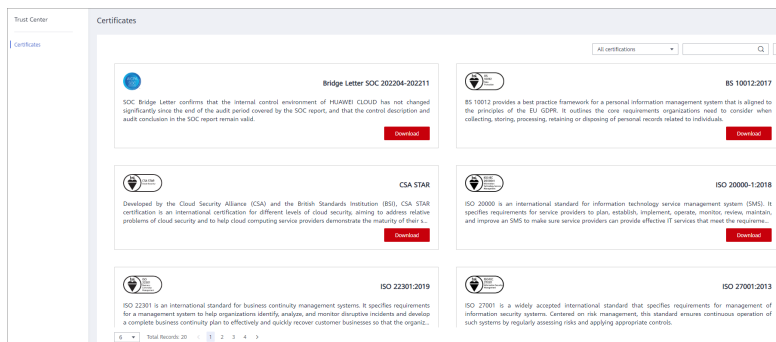 Trust Center
Certificates
Certificates
All certifications
Bridge Letter SOC 202204-202211
SOC Bridge Letter confirms that the internal control environment of HUAWEI CLOUD has not changed
significantly since the end of the audit period covered by the SOC report, and that the control description and
audit conclusion in the SOC report remain valid.
Download
BS 10012:2017
BS 10012 provides a best practice framework for a personal information management system that is aligned to
the principles of the EU GDPR. It outlines the core requirements organizations need to consider when
collecting, storing, processing, retaining or disposing of personal records related to individuals.
Download
CSA STAR
Developed by the Cloud Security Alliance (CSA) and the British Standards Institution (BSI), CSA STAR
certification is an international certification for different levels of cloud security, aiming to address relative
problems of cloud security and to help cloud computing service providers demonstrate the maturity of their s...
Download
ISO 20000-1:2018
ISO 20000 is an international standard for information technology service management system (SMS). It
specifies requirements for service providers to plan, establish, implement, operate, monitor, review, maintain,
and improve an SMS to make sure service providers can provide effective IT services that meet the requireme...
Download
ISO 22301:2019
ISO 22301 is an international standard for business continuity management systems. It specifies requirements
for a management system to help organizations identify, analyze, and monitor disruptive incidents and develop
a complete business continuity plan to effectively and quickly recover customer businesses so that the organiz...
ISO 27001:2013
ISO 27001 is a widely accepted international standard that specifies requirements for management of
information security systems. Centered on risk management, this standard ensures continuous operation of
such systems by regularly assessing risks and applying appropriate controls.
6 Total Records: 20 < 1 2 3 4 >